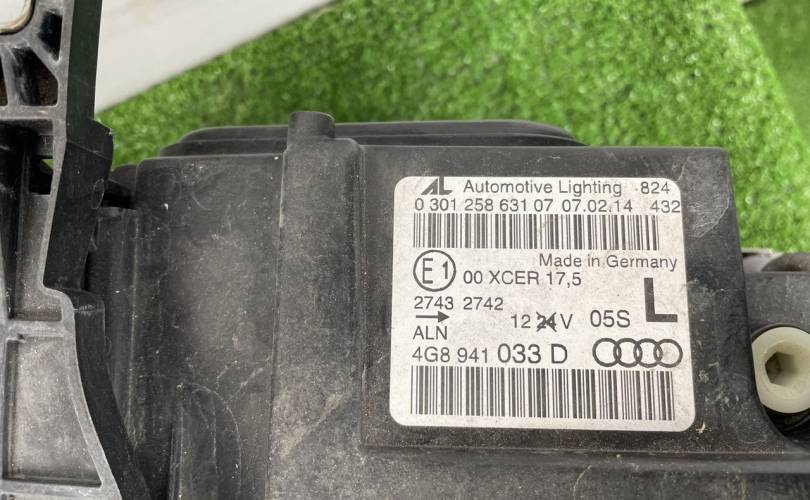 AL Automotive Lighting 824
0 301 258 631 07 07.02.14 432
Made in Germany
E1 00 XCER 17,5
2743 2742
12 24 V 05S L
ALN
4G8 941 033 D